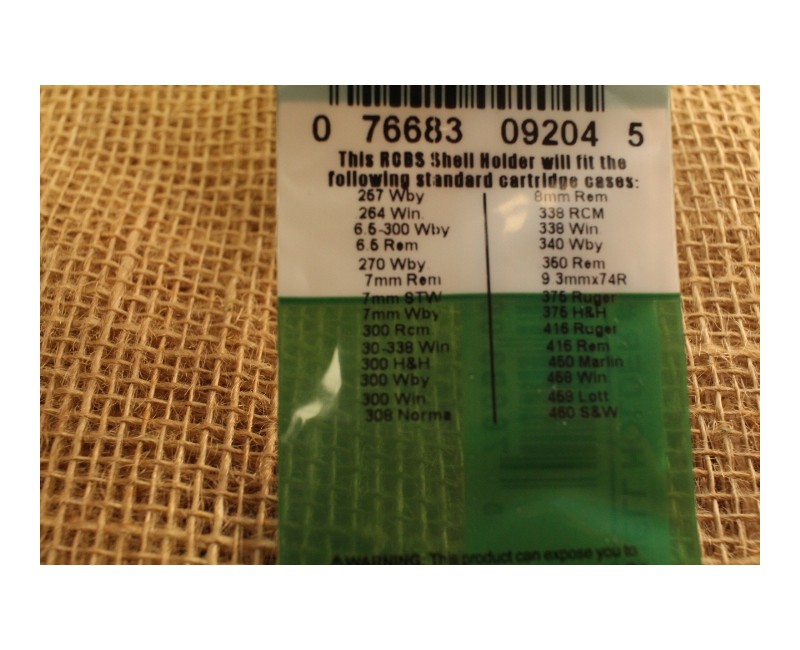 0 76683 09204 5
This RCBS Shell Holder will fit the
following standard cartridge cases:
257 Wby
264 Win.
6.5-300 Wby
6.5 Rem
270 Wby.
7mm Rem
7mm STW
7mm Wby
300 Rcm
30-338 Win
300 H&H
300 Wby
300 Win.
308 Norma
8mm Rem
338 RCM
338 Win
340 Wby
350 Rem
9.3mmx74R
375 Ruger
375 H&H
416 Ruger
416 Rem
450 Marlin
458 Win
459 Lott
460 S&W
WARNING: This product can expose you to